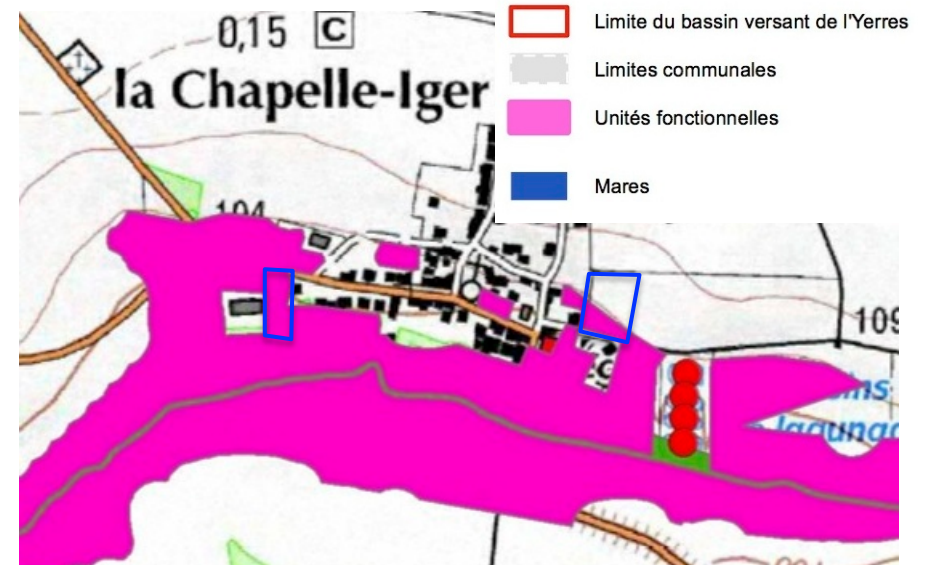 0,15 C
la Chapelle-Iger
Limite du bassin versant de l'Yerres
Limites communales
Unités fonctionnelles
Mares
104
109